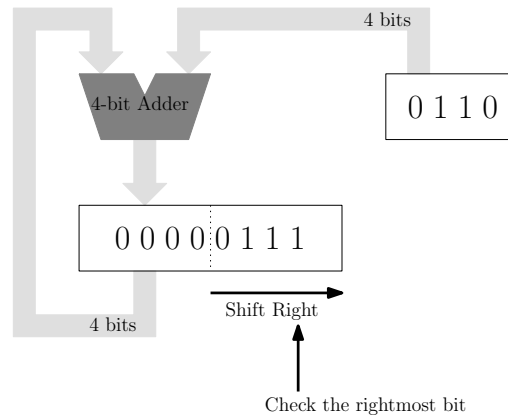 4 bits
4-bit Adder
0 1 1 0
0 0 0 0 0 1 1 1
Shift Right
4 bits
Check the rightmost bit